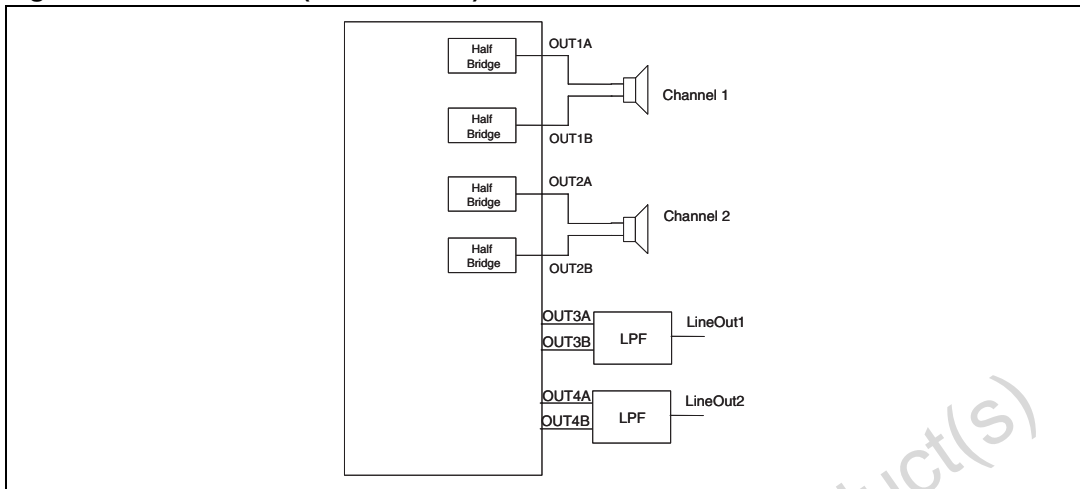 Half
Bridge
OUT1A
Channel 1
Half
Bridge
OUT1B
Half
Bridge
OUT2A
Channel 2
Half
Bridge
OUT2B
OUT3A
OUT3B
LPF
LineOut1
OUT4A
OUT4B
LPF
LineOut2